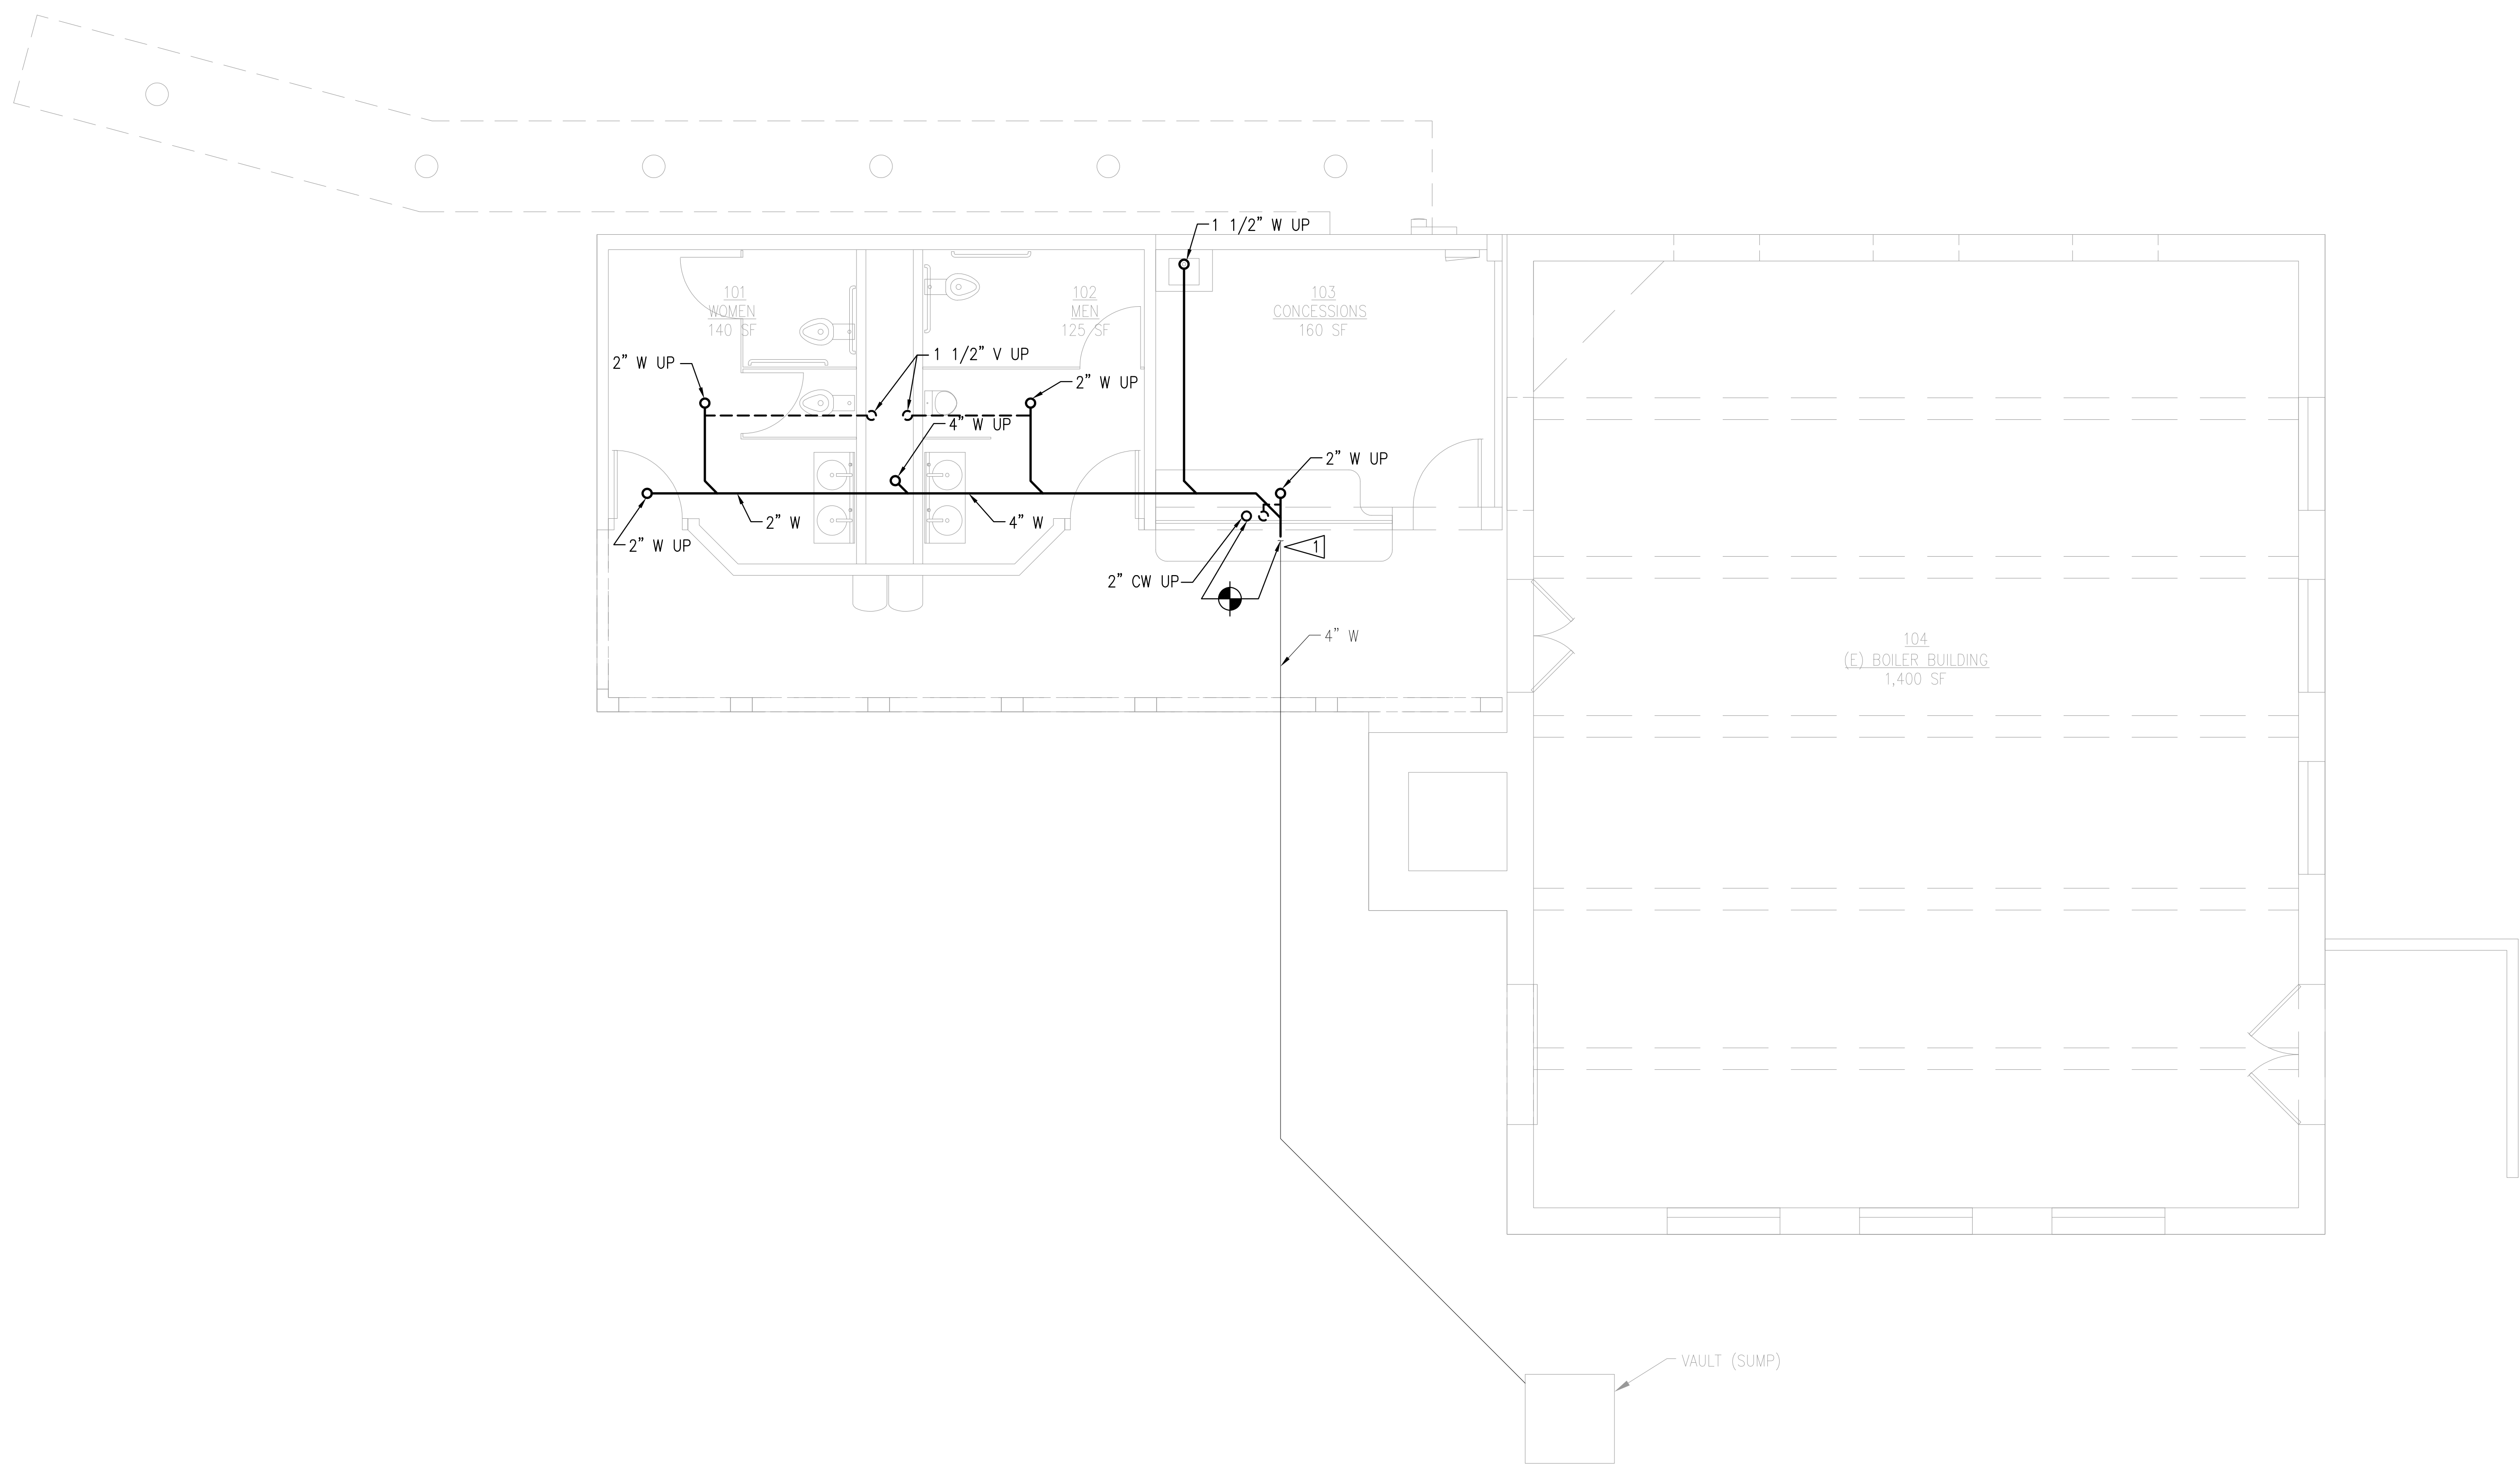 1 1/2" W UP
101
WOMEN
140 SF
102
MEN
125 SF
103
CONCESSIONS
160 SF
2" W UP
1 1/2" V UP
2" W UP
4" W UP
2" W UP
2" W
4" W
2" W UP
1
2" CW UP
4" W
104
(E) BOILER BUILDING
1,400 SF
VAULT (SUMP)